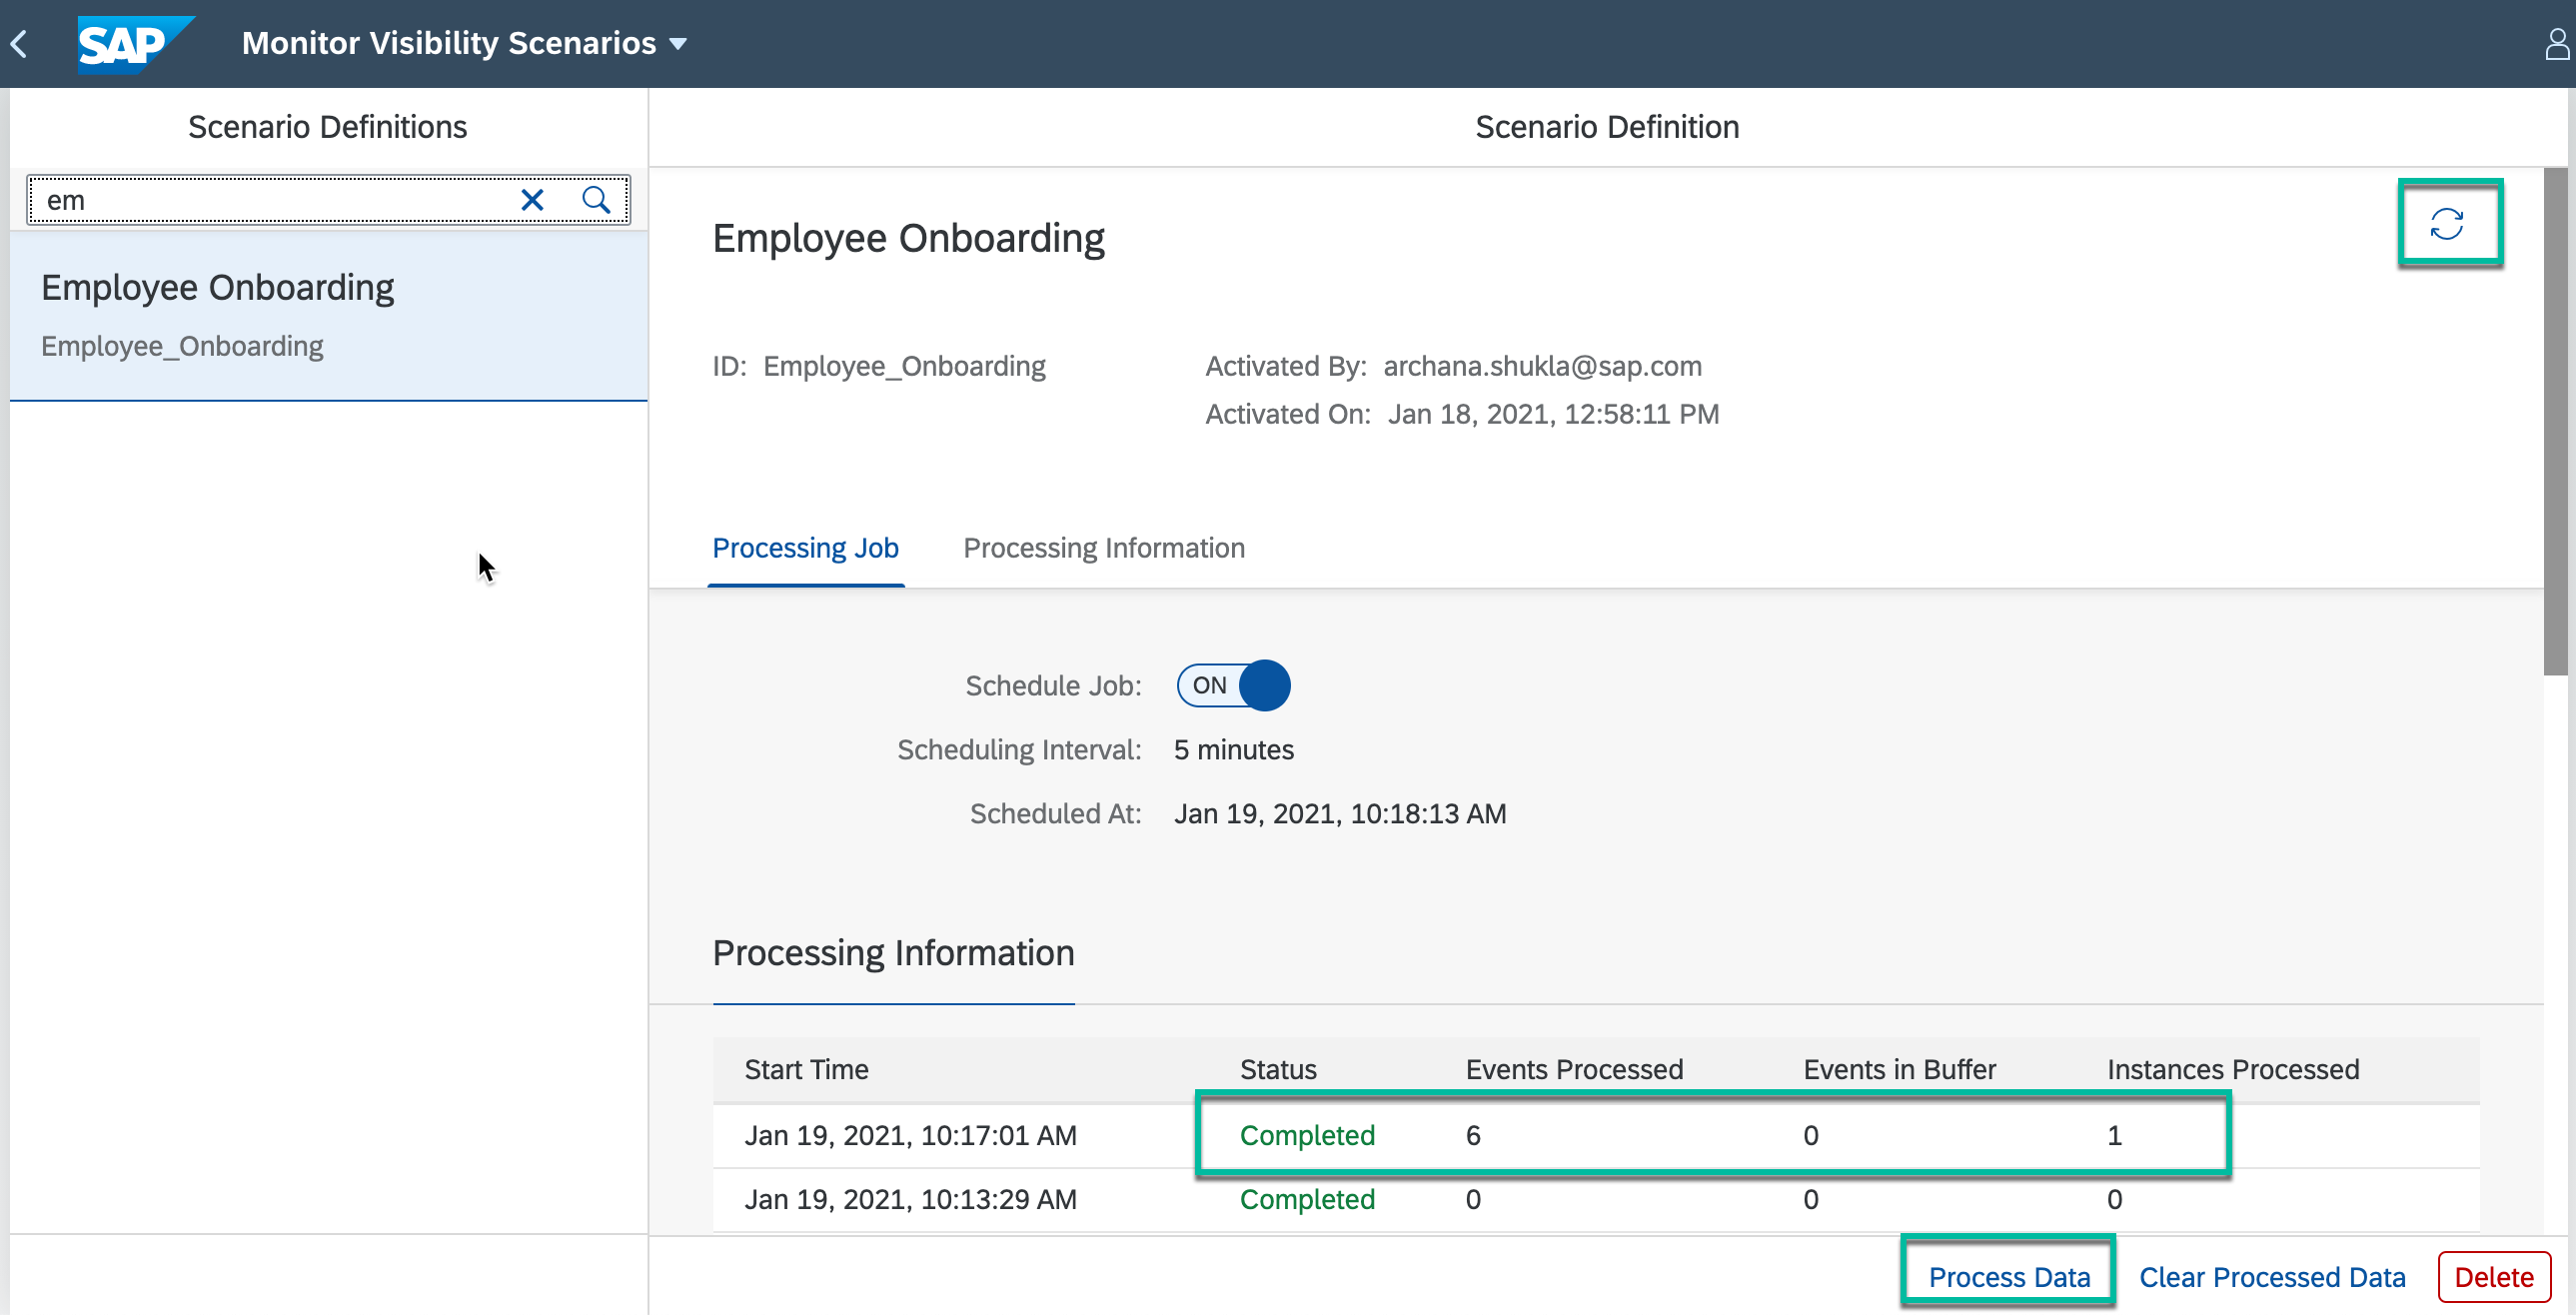 SAP Monitor Visibility Scenarios
Scenario Definitions
em
Employee Onboarding
Employee_Onboarding
Scenario Definition
Employee Onboarding
ID: Employee_Onboarding
Activated By: archana.shukla@sap.com
Activated On: Jan 18, 2021, 12:58:11 PM
Processing Job Processing Information
Schedule Job: ON
Scheduling Interval: 5 minutes
Scheduled At: Jan 19, 2021, 10:18:13 AM
Processing Information
Start Time Status Events Processed Events in Buffer Instances Processed
Jan 19, 2021, 10:17:01 AM Completed 6 0 1
Jan 19, 2021, 10:13:29 AM Completed 0 0 0
Process Data Clear Processed Data Delete